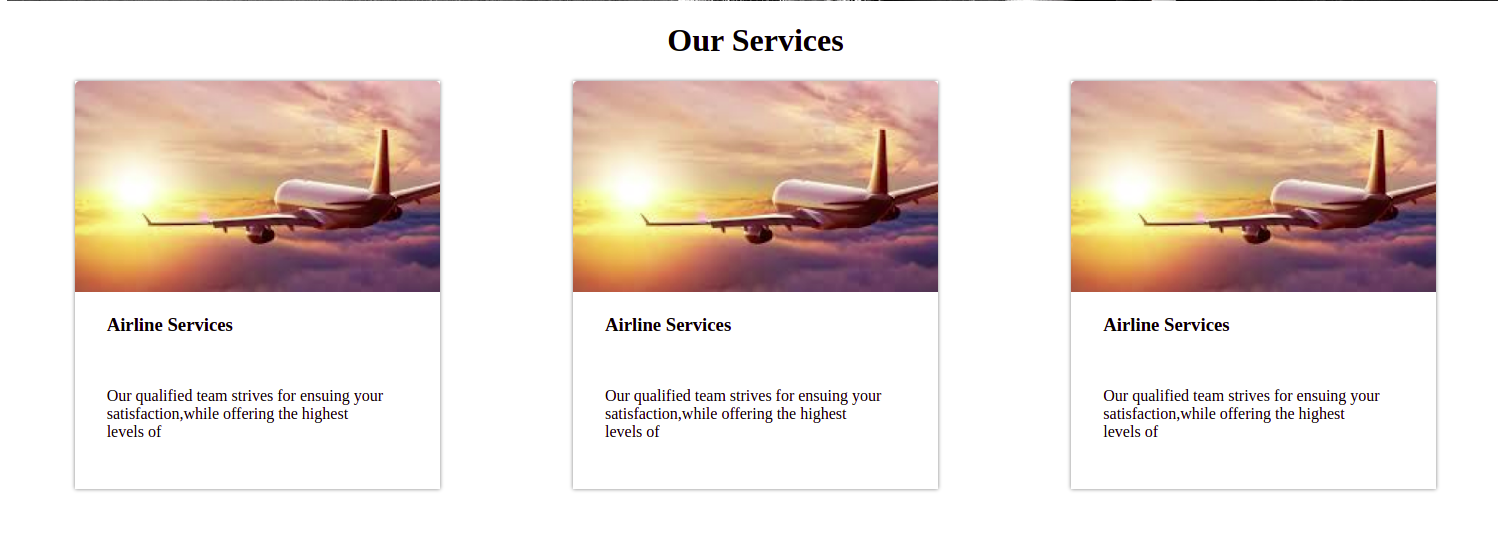 Our Services
Airline Services
Our qualified team strives for ensuing your
satisfaction,while offering the highest
levels of
Airline Services
Our qualified team strives for ensuing your
satisfaction,while offering the highest
levels of
Airline Services
Our qualified team strives for ensuing your
satisfaction,while offering the highest
levels of